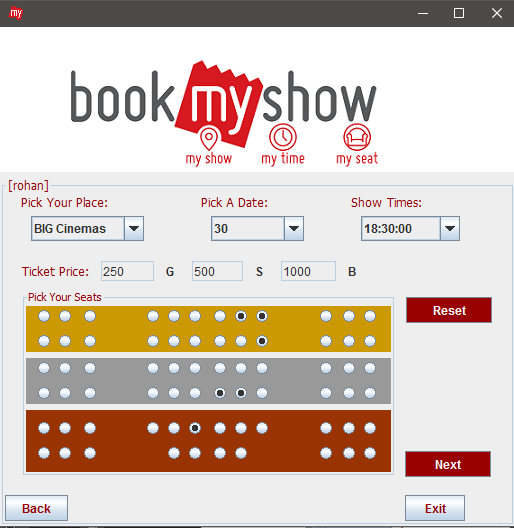 my
book my show
my show my time my seat
[rohan]
Pick Your Place: Pick A Date: Show Times:
BIG Cinemas 30 18:30:00
Ticket Price: 250 G 500 S 1000 B
Pick Your Seats
Reset
Next
Back Exit